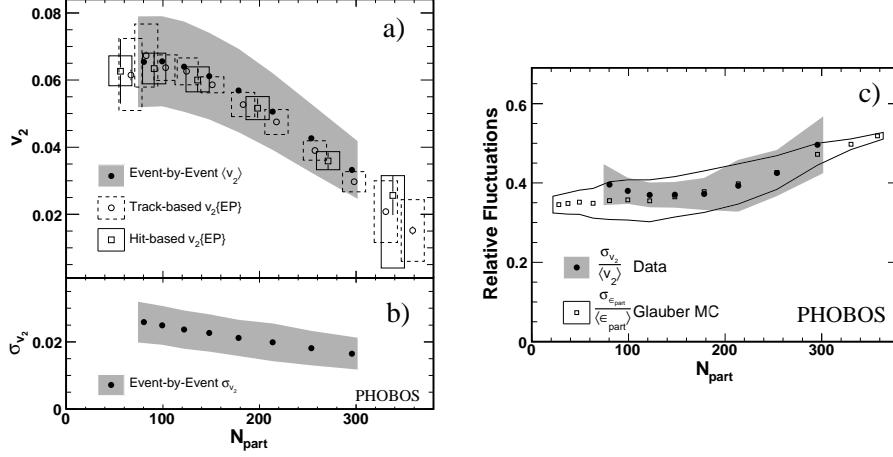 a)
v2
0.08
0.06
0.04
0.02
Event-by-Event ⟨v2⟩
Track-based v2{EP}
Hit-based v2{EP}
b)
σv2
0.02
0
Event-by-Event σv2
PHOBOS
0 100 200 300
Npart
c)
Relative Fluctuations
0.6
0.4
0.2
0
σv2
⟨v2⟩ Data
σ∈part
⟨∈part⟩ Glauber MC
PHOBOS
0 100 200 300
Npart